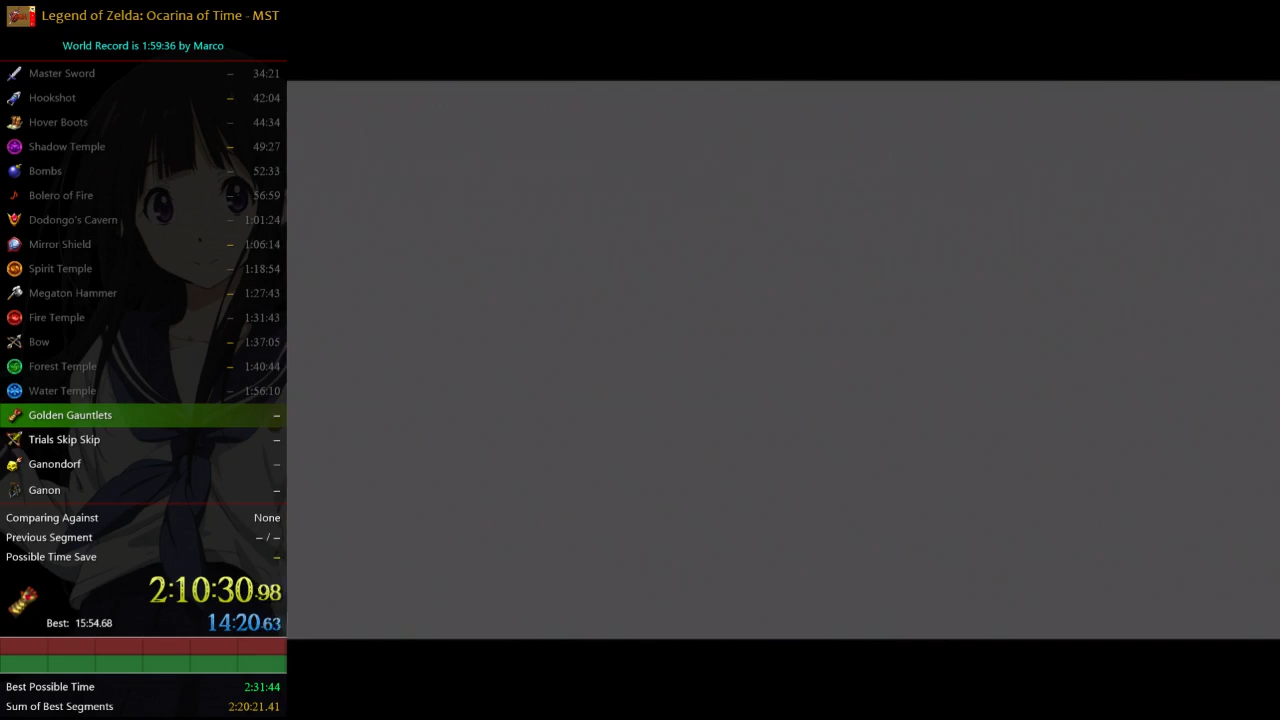 Legend of Zelda: Ocarina of Time - MST
World Record is 1:59:36 by Marco
Master Sword – 34:21
Hookshot – 42:04
Hover Boots – 44:34
Shadow Temple – 49:27
Bombs – 52:33
Bolero of Fire – 56:59
Dodongo's Cavern – 1:01:24
Mirror Shield – 1:06:14
Spirit Temple – 1:18:54
Megaton Hammer – 1:27:43
Fire Temple – 1:31:43
Bow – 1:37:05
Forest Temple – 1:40:44
Water Temple – 1:56:10
Golden Gauntlets –
Trials Skip Skip –
Ganondorf –
Ganon –
Comparing Against None
Previous Segment – / –
Possible Time Save –
2:10:30.98
Best: 15:54.68 14:20.63
Best Possible Time 2:31:44
Sum of Best Segments 2:20:21.41